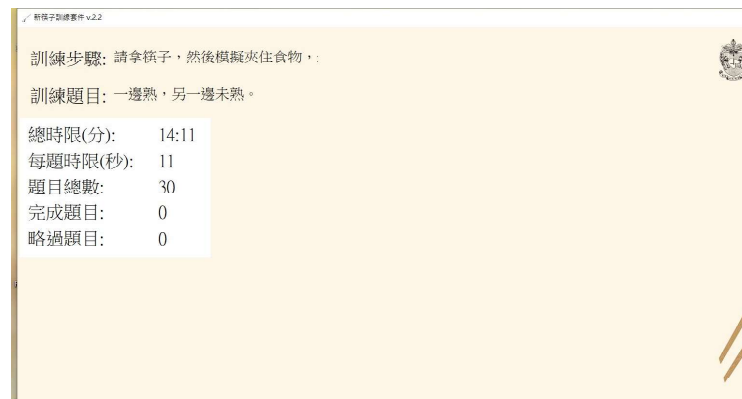 新筷子訓練套件 v.2.2
訓練步驟: 請拿筷子，然後模擬夾住食物，:
訓練題目: 一邊熟，另一邊未熟。
總時限(分): 14:11
每題時限(秒): 11
題目總數: 30
完成題目: 0
略過題目: 0